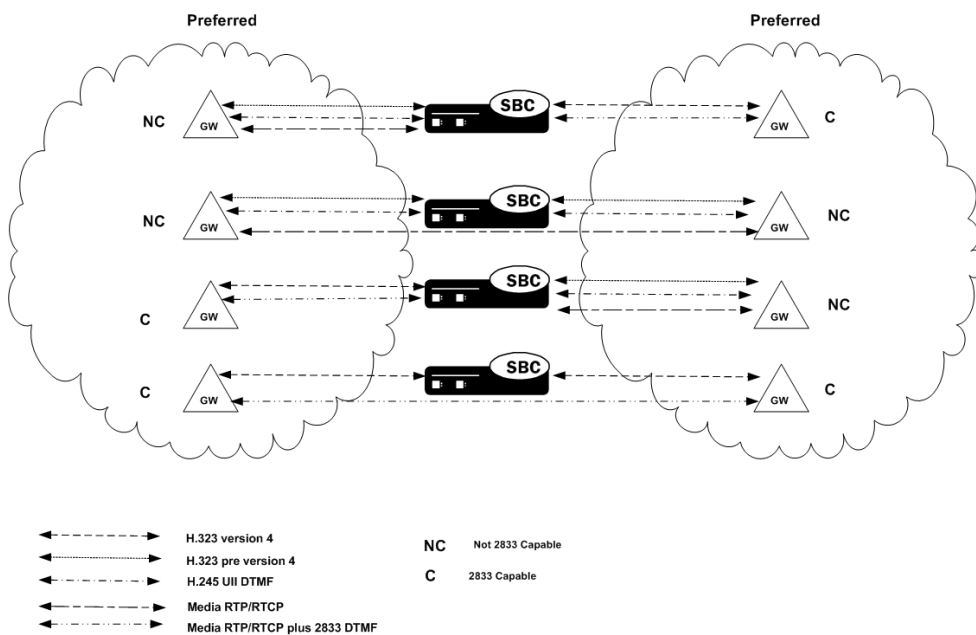 Preferred Preferred
NC GW SBC GW C
NC GW SBC GW NC
C GW SBC GW NC
C GW SBC GW C
H.323 version 4
H.323 pre version 4
H.245 UII DTMF
Media RTP/RTCP
Media RTP/RTCP plus 2833 DTMF
NC Not 2833 Capable
C 2833 Capable